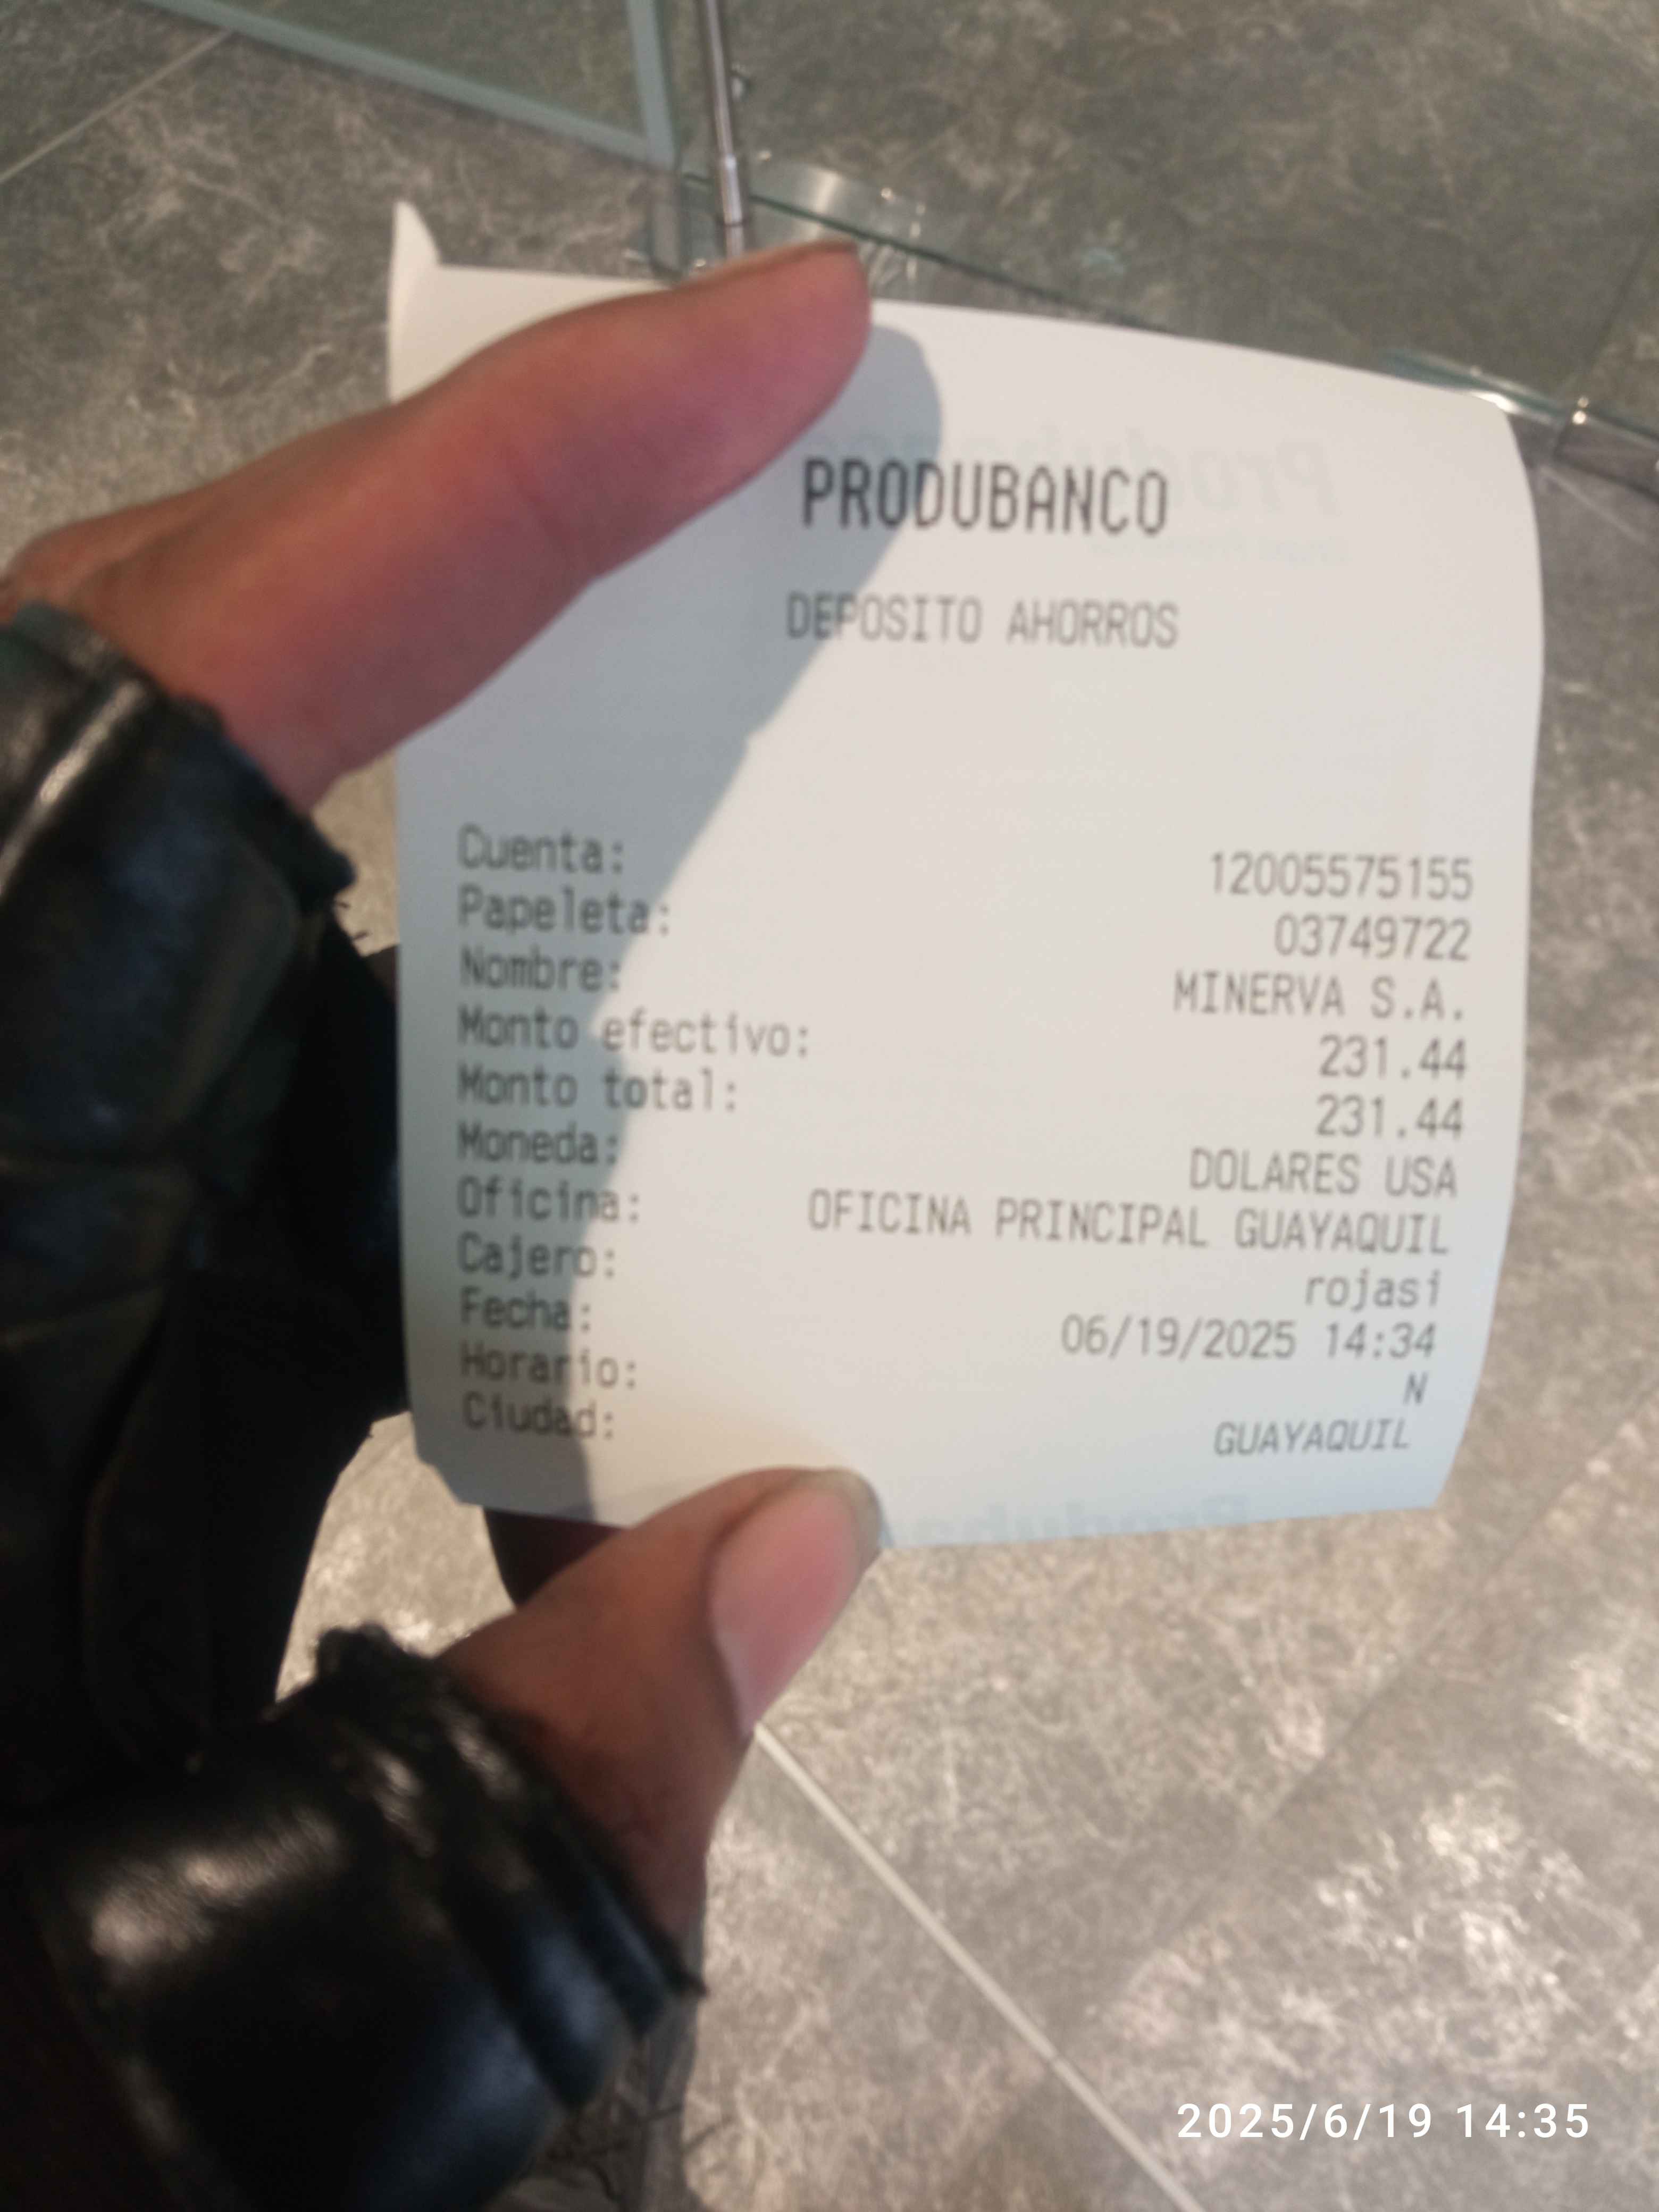 PRODUBANCO
DEPOSITO AHORROS
Cuenta: 12005575155
Papeleta: 03749722
Nombre: MINERVA S.A.
Monto efectivo: 231.44
Monto total: 231.44
Moneda: DOLARES USA
Oficina: OFICINA PRINCIPAL GUAYAQUIL
Cajero: rojasi
Fecha: 06/19/2025 14:34
Horario: N
Ciudad: GUAYAQUIL
2025/6/19 14:35